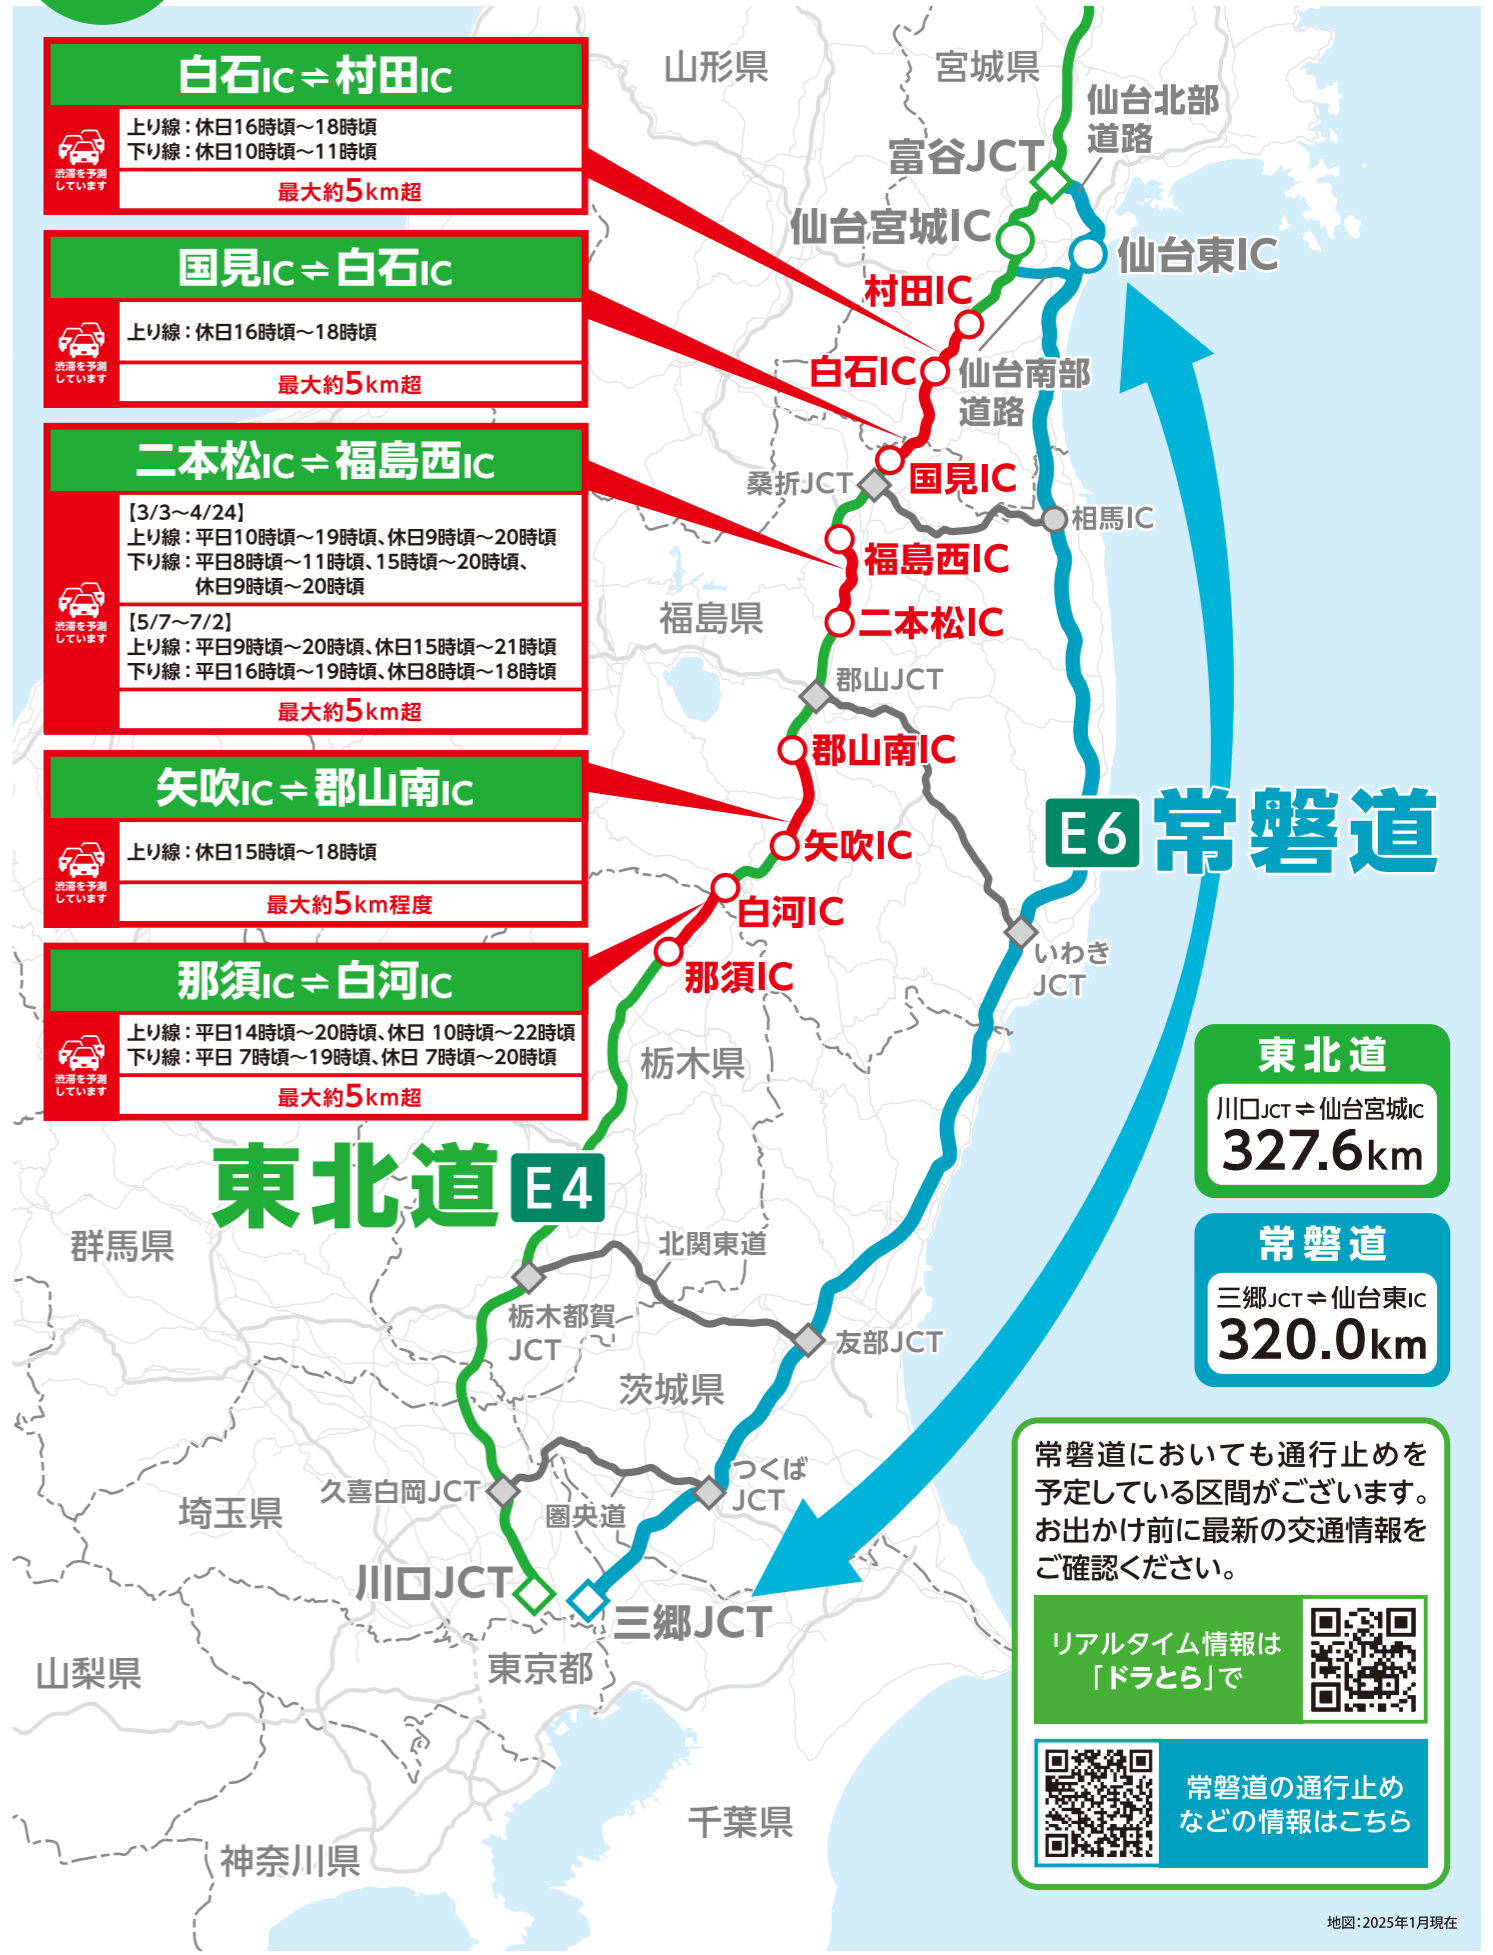 白石IC⇌村田IC
渋滞を予測
しています
上り線：休日16時頃～18時頃
下り線：休日10時頃～11時頃
最大約5km超
国見IC⇌白石IC
渋滞を予測
しています
上り線：休日16時頃～18時頃
最大約5km超
二本松IC⇌福島西IC
渋滞を予測
しています
【3/3～4/24】
上り線：平日10時頃～19時頃、休日9時頃～20時頃
下り線：平日8時頃～11時頃、15時頃～20時頃、
休日9時頃～20時頃
【5/7～7/2】
上り線：平日9時頃～20時頃、休日15時頃～21時頃
下り線：平日16時頃～19時頃、休日8時頃～18時頃
最大約5km超
矢吹IC⇌郡山南IC
渋滞を予測
しています
上り線：休日15時頃～18時頃
最大約5km程度
那須IC⇌白河IC
渋滞を予測
しています
上り線：平日14時頃～20時頃、休日 10時頃～22時頃
下り線：平日 7時頃～19時頃、休日 7時頃～20時頃
最大約5km超
山形県
宮城県
仙台北部
道路
富谷JCT
仙台宮城IC
仙台東IC
村田IC
白石IC
仙台南部
道路
国見IC
桑折JCT
相馬IC
福島西IC
福島県
二本松IC
郡山JCT
郡山南IC
E6 常磐道
矢吹IC
白河IC
いわき
JCT
那須IC
栃木県
東北道 E4
群馬県
北関東道
栃木都賀
JCT
友部JCT
茨城県
久喜白岡JCT
つくば
JCT
圏央道
埼玉県
川口JCT
三郷JCT
東京都
山梨県
千葉県
神奈川県
東北道
川口JCT⇌仙台宮城IC
327.6km
常磐道
三郷JCT⇌仙台東IC
320.0km
常磐道においても通行止めを
予定している区間がございます。
お出かけ前に最新の交通情報を
ご確認ください。
リアルタイム情報は
「ドラとら」で
常磐道の通行止め
などの情報はこちら
地図：2025年1月現在